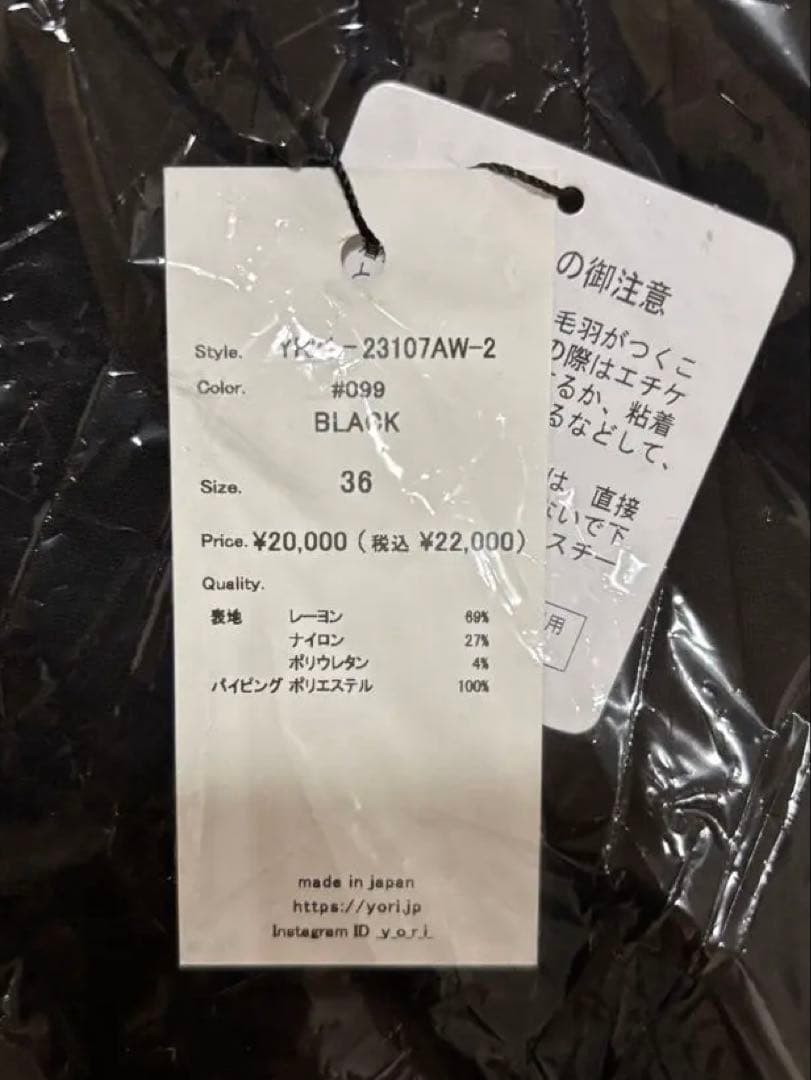 Style. -23107AW-2
Color. #099
BLACK
Size. 36
Price. ¥20,000 (税込 ¥22,000)
Quality.
表地 レーヨン 69%
ナイロン 27%
ポリウレタン 4%
パイピング ポリエステル 100%
made in japan
https://yori.jp
Instagram ID _y_o_r_i_
の御注意
毛羽がつくこ
の際はエチケ
るか、粘着
るなどして、
は、直接
ないで下
スチー
用